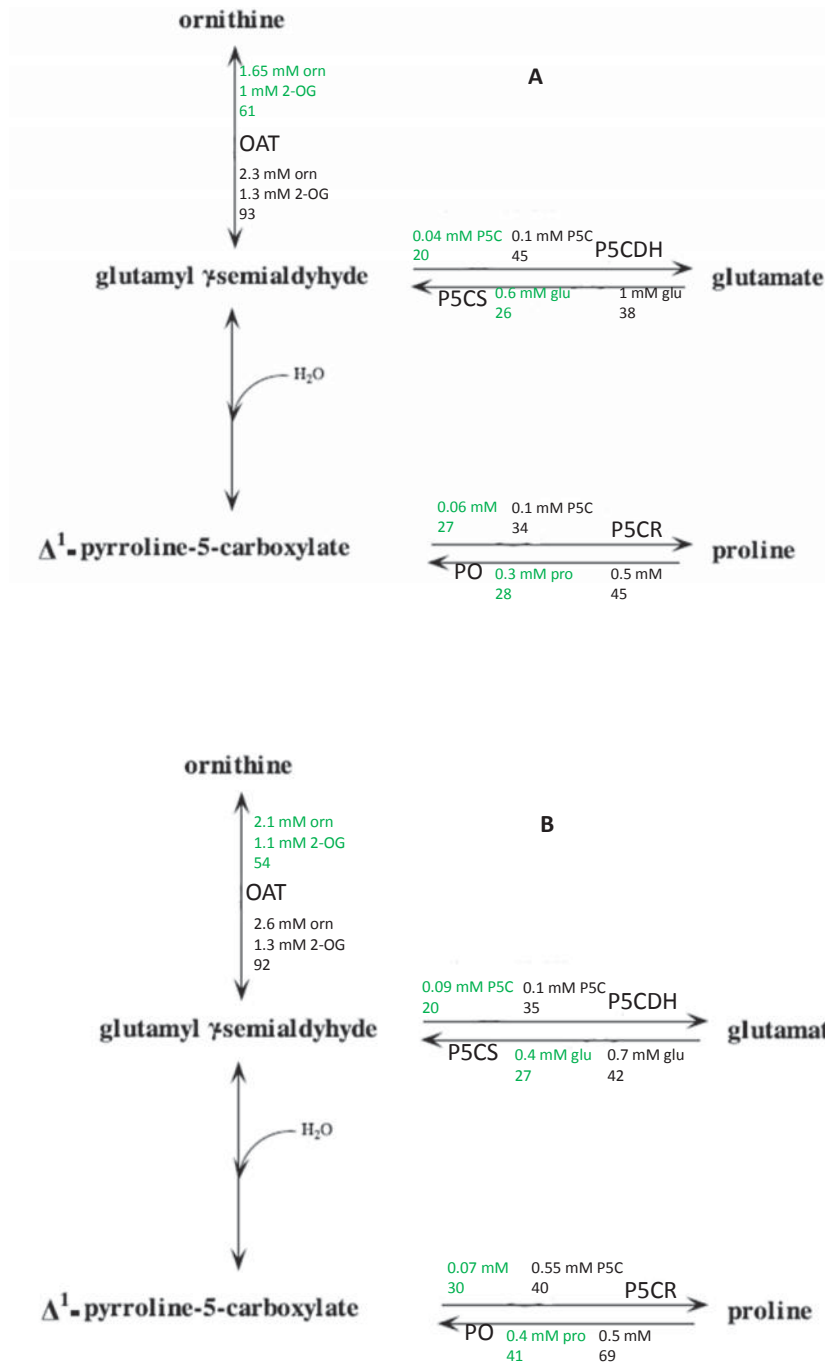 ornithine
1.65 mM orn
1 mM 2-OG
61
A
OAT
2.3 mM orn
1.3 mM 2-OG
93
0.04 mM P5C 0.1 mM P5C
20 45 P5CDH
glutamyl γ-semialdyhyde glutamate
P5CS 0.6 mM glu 1 mM glu
26 38
H₂O
0.06 mM 0.1 mM P5C
27 34 P5CR
Δ¹-pyrroline-5-carboxylate proline
PO 0.3 mM pro 0.5 mM
28 45
ornithine
2.1 mM orn
1.1 mM 2-OG
54
B
OAT
2.6 mM orn
1.3 mM 2-OG
92
0.09 mM P5C 0.1 mM P5C
20 35 P5CDH
glutamyl γ-semialdyhyde glutamat
P5CS 0.4 mM glu 0.7 mM glu
27 42
H₂O
0.07 mM 0.55 mM P5C
30 40 P5CR
Δ¹-pyrroline-5-carboxylate proline
PO 0.4 mM pro 0.5 mM
41 69